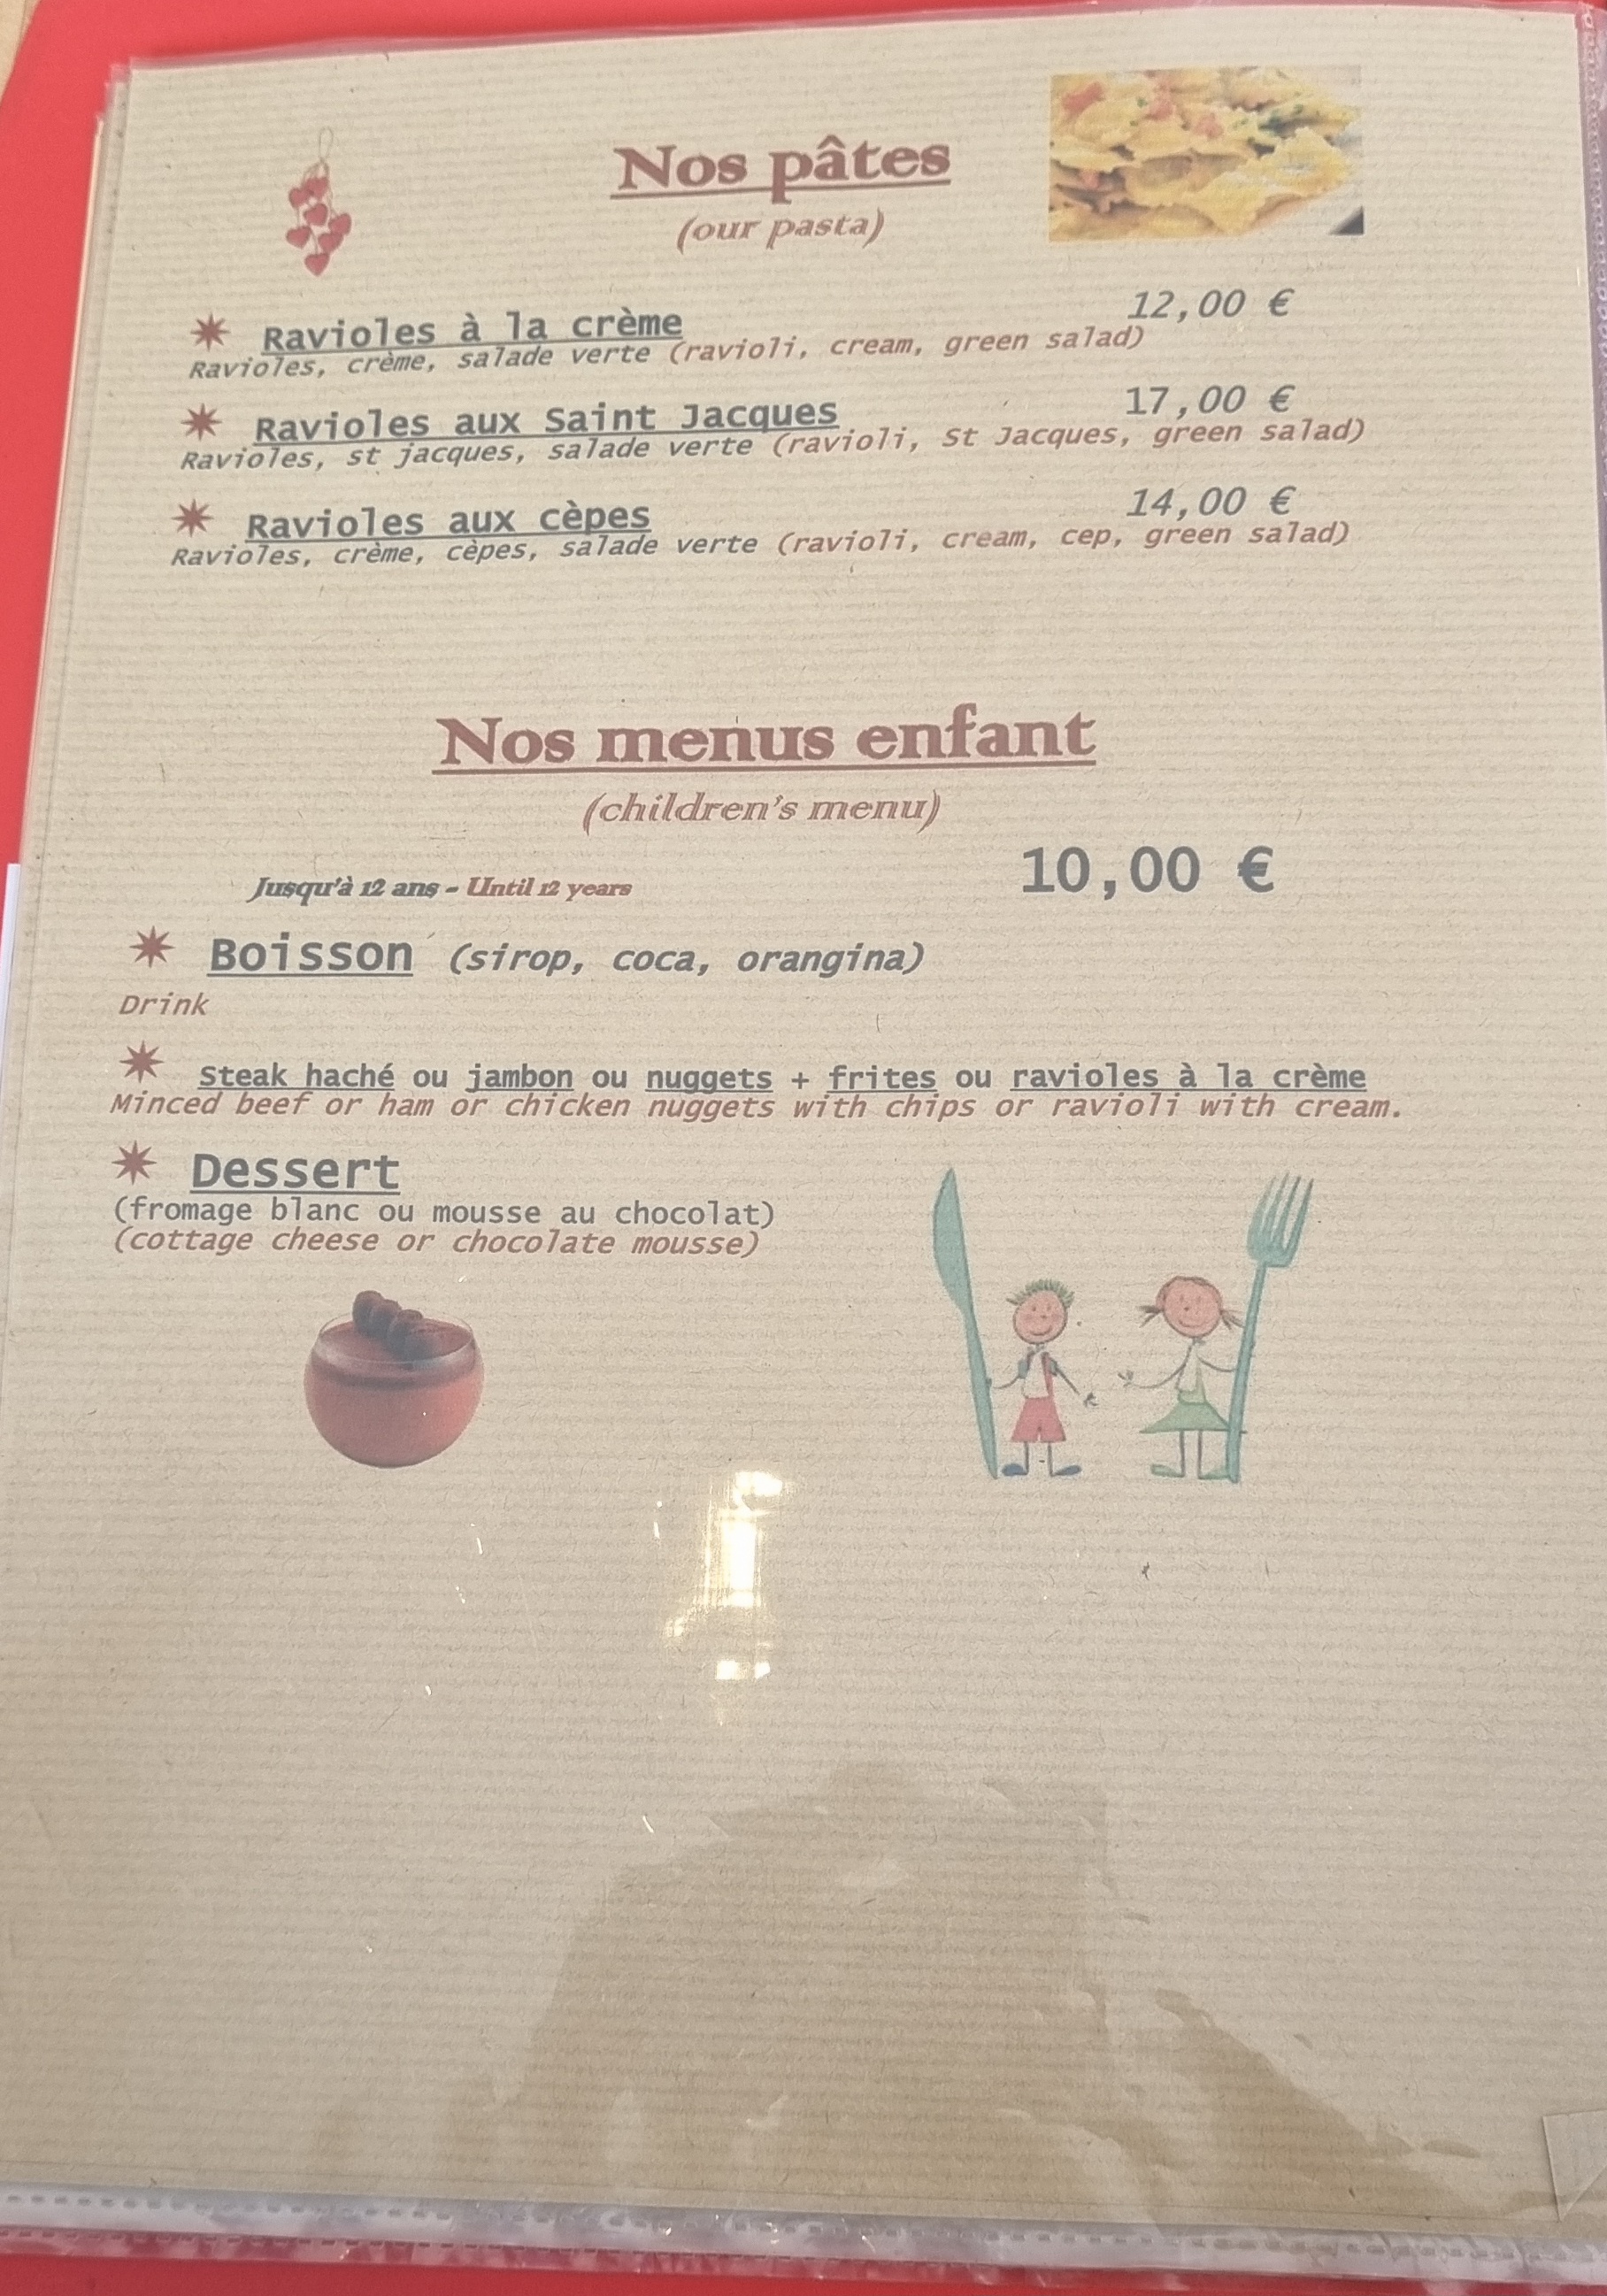 Nos pâtes
(our pasta)
Ravioles à la crème 12,00 €
Ravioles, crème, salade verte (ravioli, cream, green salad)
Ravioles aux Saint Jacques 17,00 €
Ravioles, st jacques, salade verte (ravioli, St Jacques, green salad)
Ravioles aux cèpes 14,00 €
Ravioles, crème, cèpes, salade verte (ravioli, cream, cep, green salad)
Nos menus enfant
(children's menu)
Jusqu'à 12 ans - Until 12 years 10,00 €
Boisson (sirop, coca, orangina)
Drink
Steak haché ou jambon ou nuggets + frites ou ravioles à la crème
Minced beef or ham or chicken nuggets with chips or ravioli with cream.
Dessert
(fromage blanc ou mousse au chocolat)
(cottage cheese or chocolate mousse)